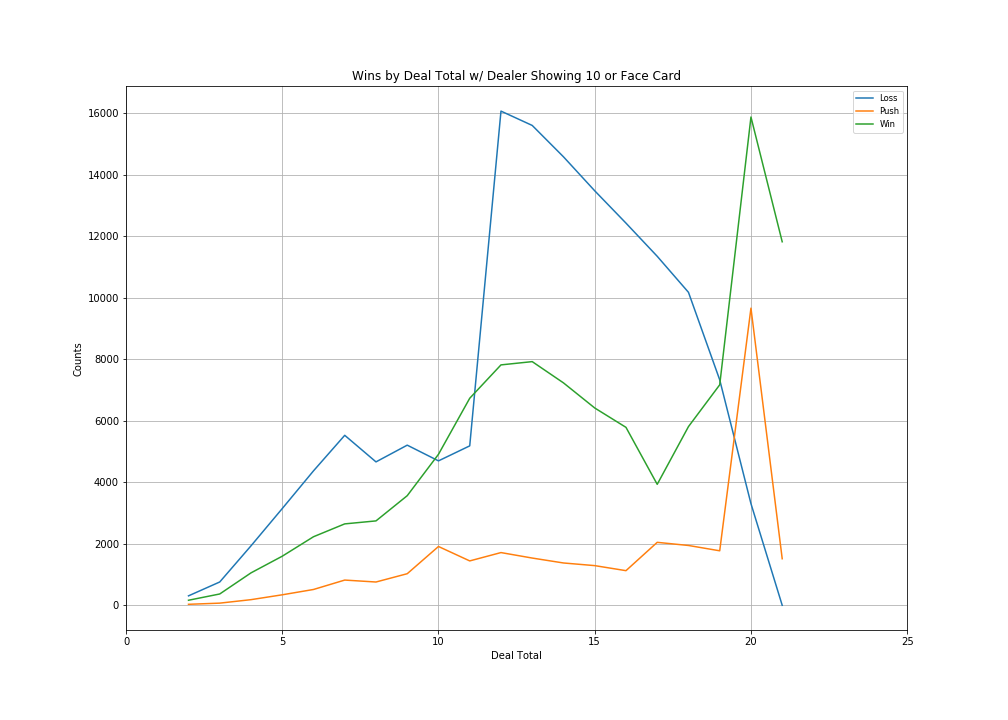 Wins by Deal Total w/ Dealer Showing 10 or Face Card
Loss
Push
Win
16000
14000
12000
10000
8000
6000
4000
2000
0
Counts
0 5 10 15 20 25
Deal Total